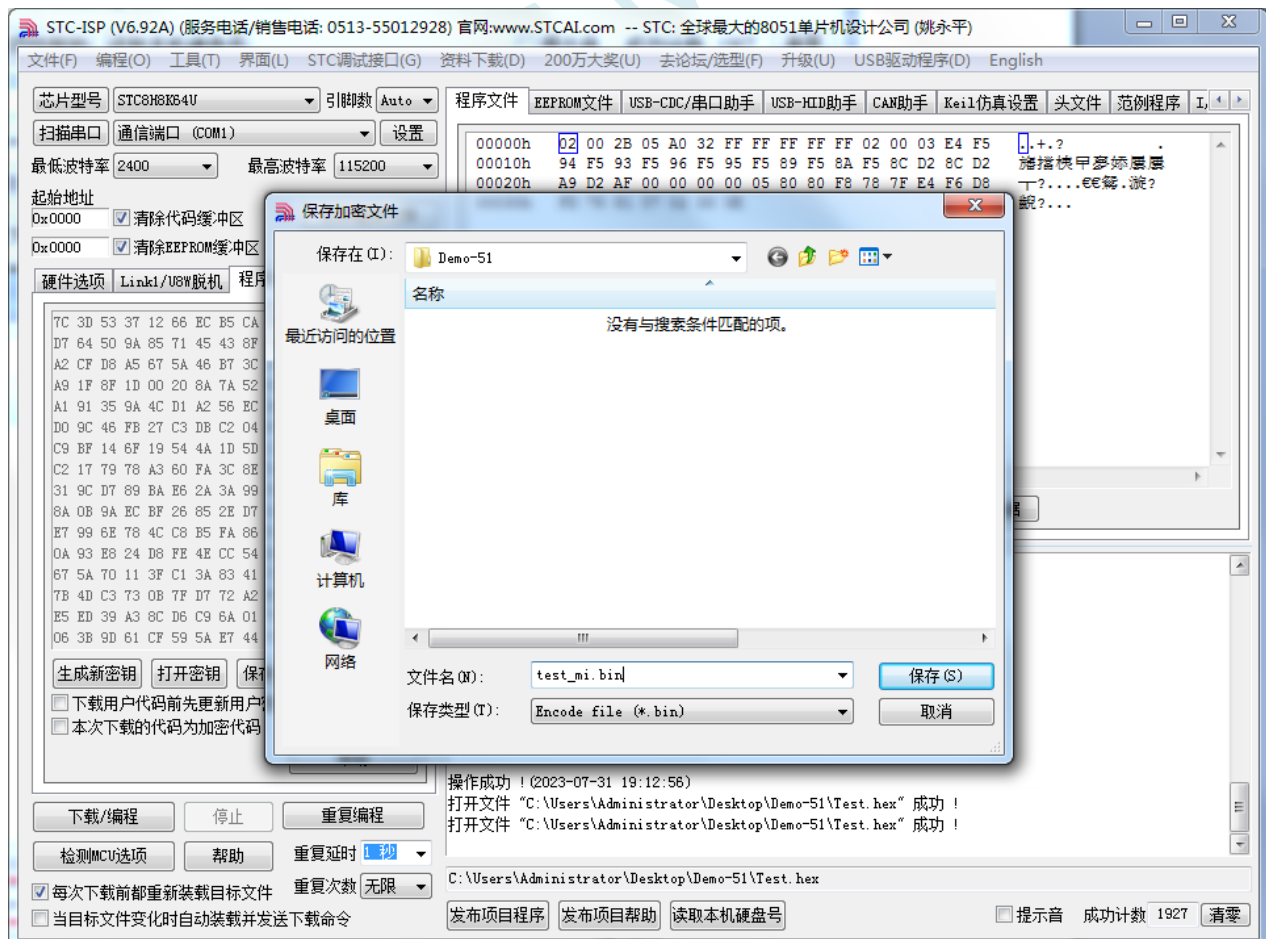 STC-ISP (V6.92A) (服务电话/销售电话: 0513-55012928) 官网:www.STCAI.com -- STC: 全球最大的8051单片机设计公司 (姚永平)
文件(F) 编程(O) 工具(T) 界面(L) STC调试接口(G) 资料下载(D) 200万大奖(U) 去论坛/选型(F) 升级(U) USB驱动程序(D) English
芯片型号 STC8H8K64U 引脚数 Auto
扫描串口 通信端口 (COM1) 设置
最低波特率 2400 最高波特率 115200
起始地址
0x0000 清除代码缓冲区
0x0000 清除EEPROM缓冲区
硬件选项 Link1/U8W脱机 程序
7C 3D 53 37 12 66 EC B5 CA
D7 64 50 9A 85 71 45 43 8F
A2 CF D8 A5 67 5A 46 B7 3C
A9 1F 8F 1D 00 20 8A 7A 52
A1 91 35 9A 4C D1 A2 56 EC
D0 9C 46 FB 27 C3 DB C2 04
C9 BF 14 6F 19 54 4A 1D 5D
C2 17 79 78 A3 60 FA 3C 8E
31 9C D7 89 BA E6 2A 3A 99
8A 0B 9A EC BF 26 85 2E D7
E7 99 6E 78 4C C8 B5 FA 86
0A 93 E8 24 D8 FE 4E CC 54
67 5A 70 11 3F C1 3A 83 41
7B 4D C3 73 0B 7F D7 72 A2
E5 ED 39 A3 8C D6 C9 6A 01
06 3B 9D 61 CF 59 5A E7 44
生成新密钥 打开密钥
下载用户代码前先更新用户
本次下载的代码为加密代码
程序文件 EEPROM文件 USB-CDC/串口助手 USB-HID助手 CAN助手 Keil仿真设置 头文件 范例程序 I,
00000h 02 00 2B 05 A0 32 FF FF FF FF FF 02 00 03 E4 F5 ..+.? .
00010h 94 F5 93 F5 96 F5 95 F5 89 F5 8A F5 8C D2 8C D2
00020h A9 D2 AF 00 00 00 00 05 80 80 F8 78 7F E4 F6 D8
保存加密文件
保存在(I): Demo-51
名称
没有与搜索条件匹配的项。
最近访问的位置
桌面
库
计算机
网络
文件名(N): test_mi.bin 保存(S)
保存类型(T): Encode file (*.bin) 取消
操作成功 !(2023-07-31 19:12:56)
打开文件 “C:\Users\Administrator\Desktop\Demo-51\Test.hex” 成功 !
打开文件 “C:\Users\Administrator\Desktop\Demo-51\Test.hex” 成功 !
下载/编程 停止 重复编程
检测MCU选项 帮助 重复延时 1 秒
每次下载前都重新装载目标文件 重复次数 无限
当目标文件变化时自动装载并发送下载命令
C:\Users\Administrator\Desktop\Demo-51\Test.hex
发布项目程序 发布项目帮助 读取本机硬盘号 提示音 成功计数 1927 清零